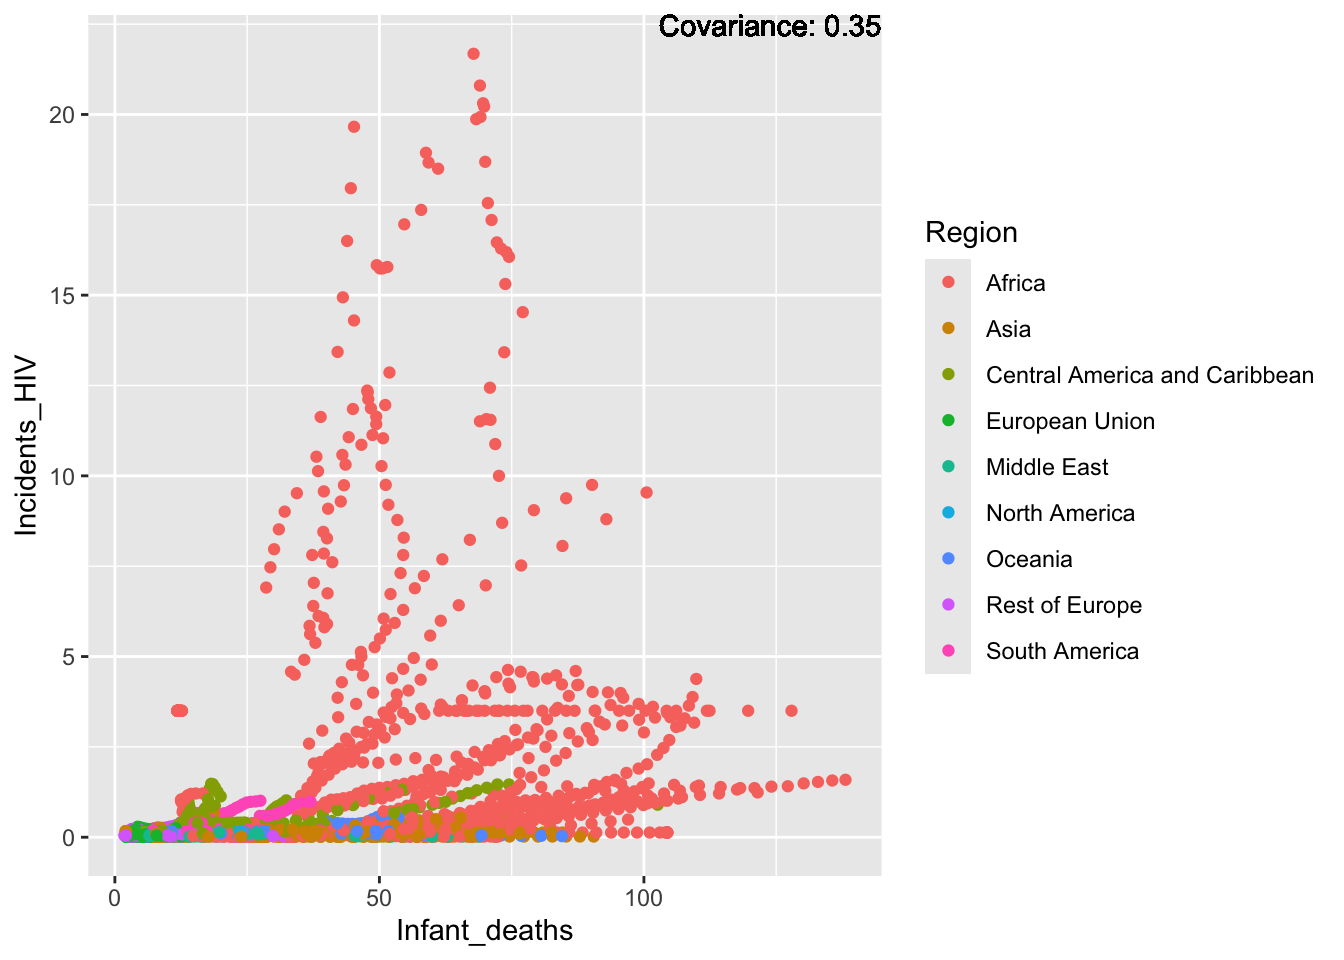 Covariance: 0.35
20
15
10
5
0
0
50
100
Infant_deaths
Incidents_HIV
Region
Africa
Asia
Central America and Caribbean
European Union
Middle East
North America
Oceania
Rest of Europe
South America